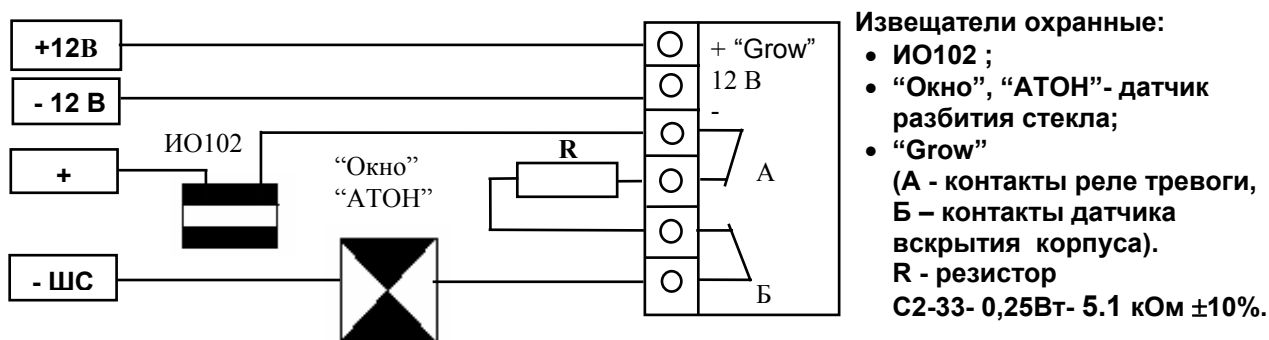 +12В
- 12 В
+
- ШС
ИО102
“Окно”
“АТОН”
R
+ “Grow”
12 В
-
А
Б
Извещатели охранные:
• ИО102 ;
• “Окно”, “АТОН”- датчик
разбития стекла;
• “Grow”
(А - контакты реле тревоги,
Б – контакты датчика
вскрытия корпуса).
R - резистор
С2-33- 0,25Вт- 5.1 кОм ±10%.